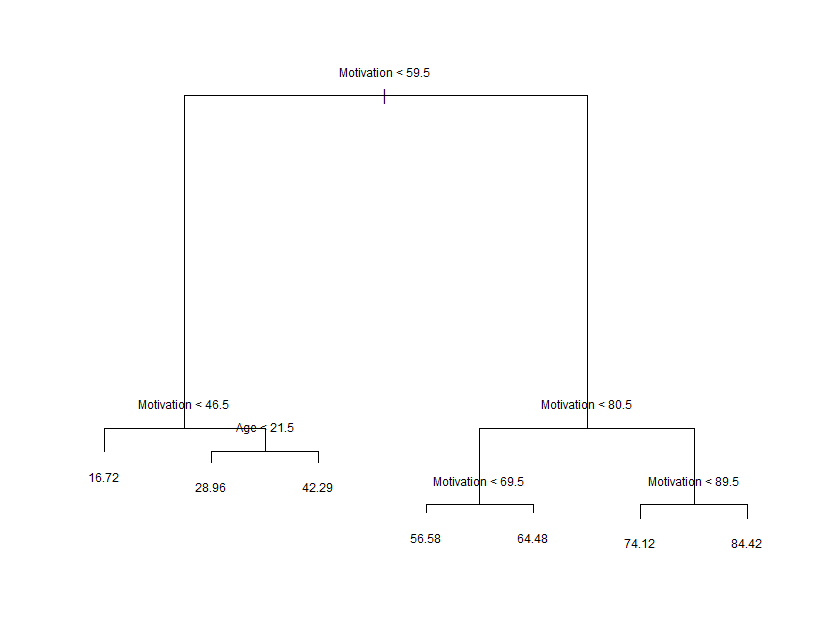 Motivation < 59.5
Motivation < 46.5
Motivation < 80.5
Age < 21.5
16.72
28.96
42.29
Motivation < 69.5
Motivation < 89.5
56.58
64.48
74.12
84.42